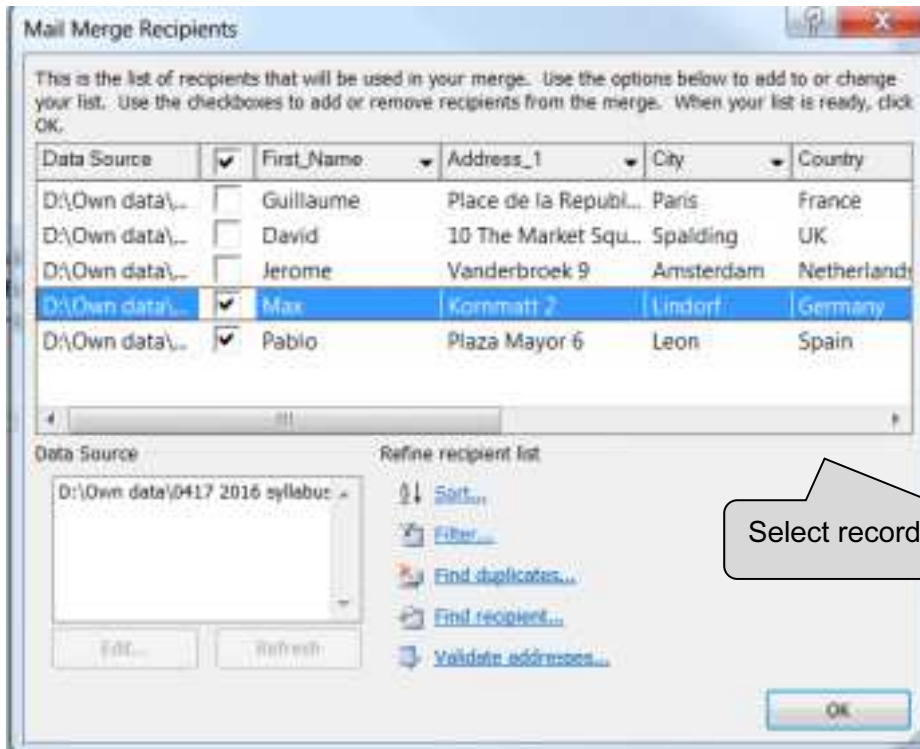 Mail Merge Recipients
This is the list of recipients that will be used in your merge. Use the options below to add to or change
your list. Use the checkboxes to add or remove recipients from the merge. When your list is ready, click
OK.
Data Source First_Name Address_1 City Country
D:\Own data\... Guillaume Place de la Republ... Paris France
D:\Own data\... David 10 The Market Squ... Spalding UK
D:\Own data\... Jerome Vanderbroek 9 Amsterdam Netherlands
D:\Own data\... Max Kornmatt 2 Lindorf Germany
D:\Own data\... Pablo Plaza Mayor 6 Leon Spain
Data Source Refine recipient list
D:\Own data\0417 2016 syllabus
Sort...
Filter...
Find duplicates...
Find recipient...
Validate addresses...
Edit... Refresh
Select record
OK